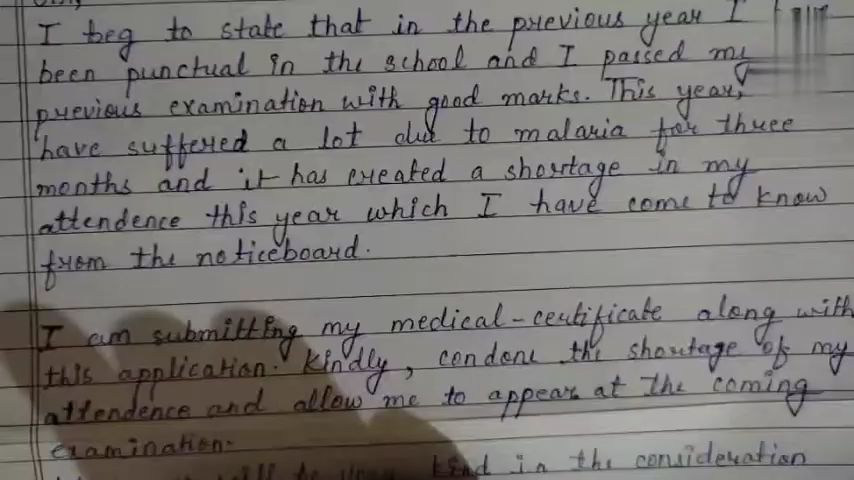 I beg to state that in the previous year I
been punctual in the school and I passed my
previous examination with good marks. This year,
have suffered a lot due to malaria for three
months and it has created a shortage in my
attendence this year which I have come to know
from the noticeboard.
I am submitting my medical-certificate along with
this application. Kindly, condone the shortage of my
attendence and allow me to appear at the coming
examination.
kind in the consideration